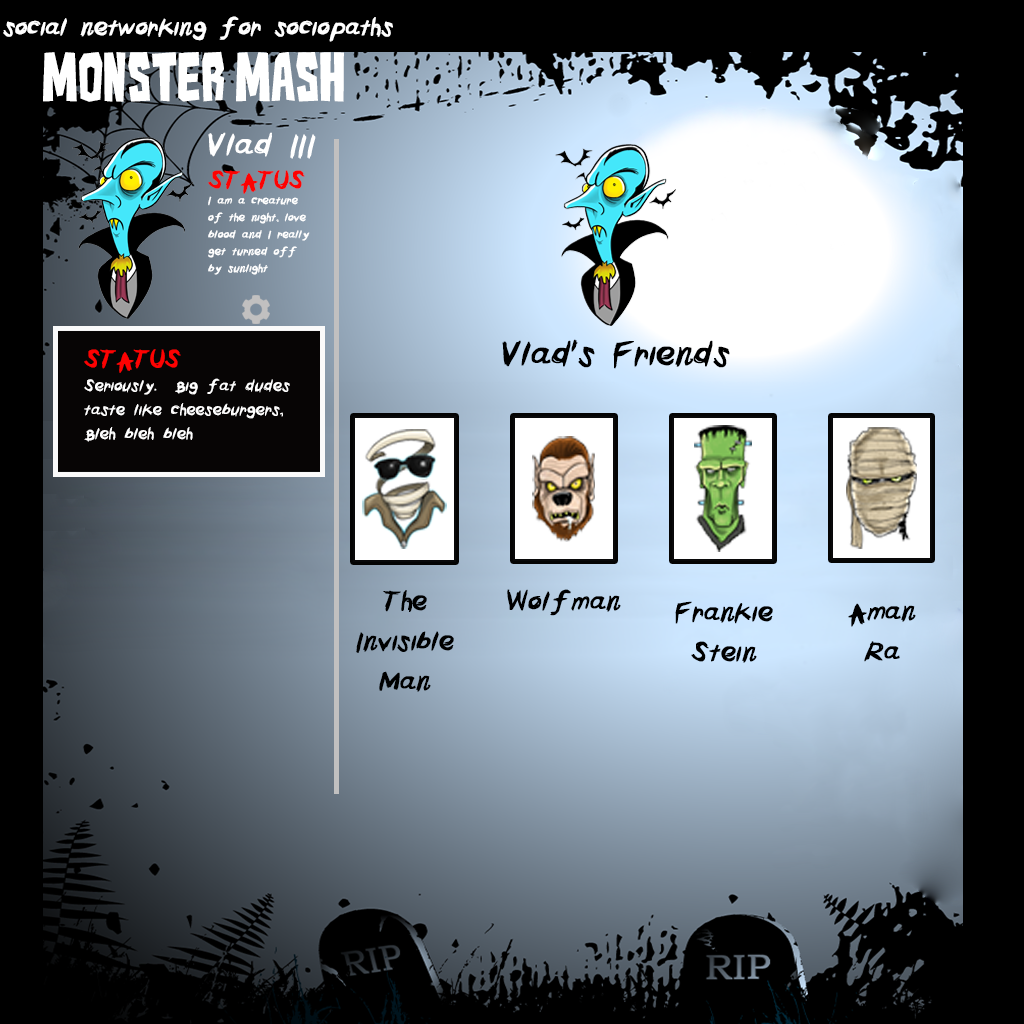 social networking for sociopaths
MONSTER MASH
Vlad III
STATUS
I am a creature
of the night, love
blood and I really
get turned off
by sunlight
STATUS
Seriously. Big fat dudes
taste like cheeseburgers,
Bleh bleh bleh
Vlad's Friends
The
Invisible
Man
Wolfman
Frankie
Stein
Aman
Ra
RIP
RIP